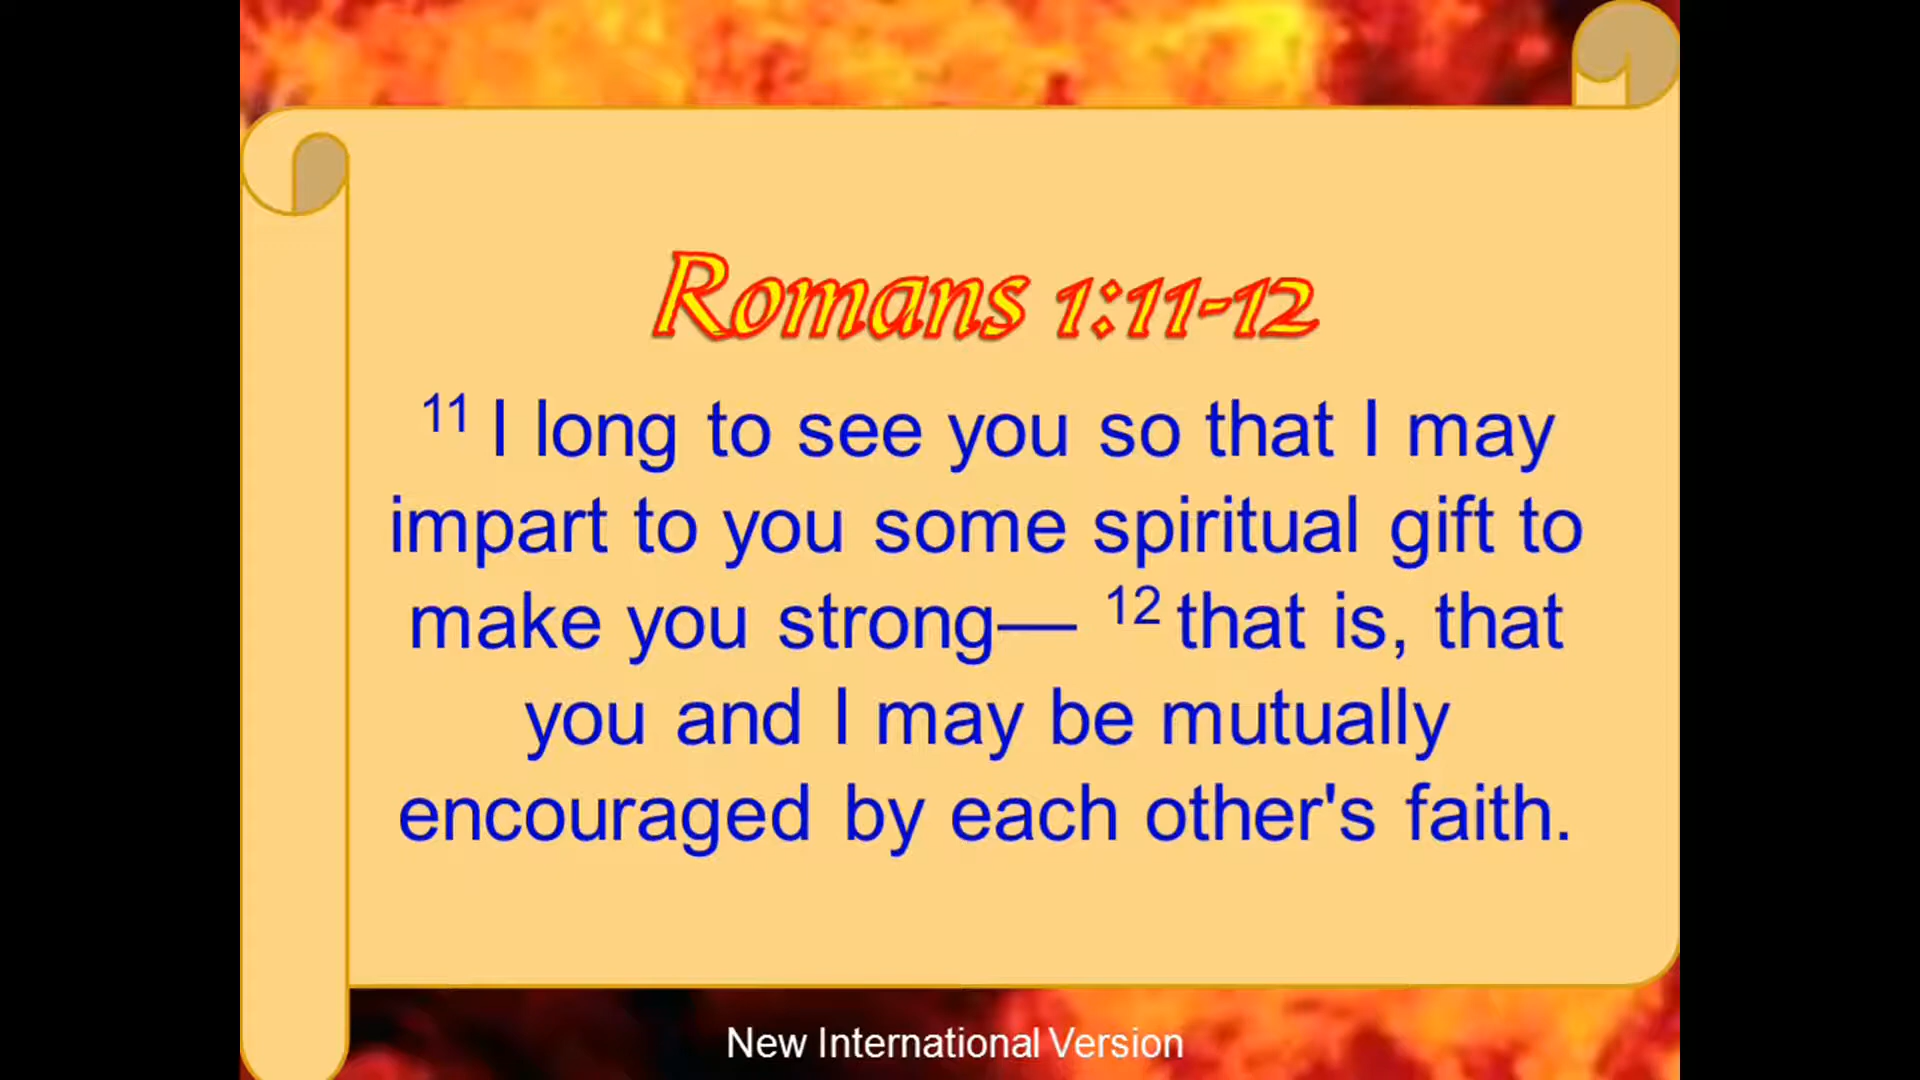 Romans 1:11-12
11 I long to see you so that I may
impart to you some spiritual gift to
make you strong— 12 that is, that
you and I may be mutually
encouraged by each other's faith.
New International Version